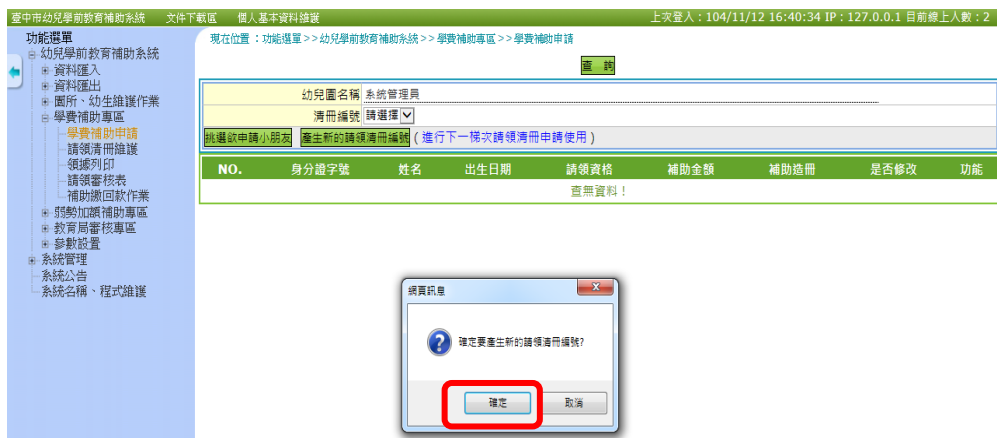 臺中市幼兒學前教育補助系統 文件下載區 個人基本資料維護 上次登入：104/11/12 16:40:34 IP：127.0.0.1 目前線上人數：2
功能選單
幼兒學前教育補助系統
資料匯入
資料匯出
園所、幼生維護作業
學費補助專區
學費補助申請
請領清冊維護
領據列印
請領審核表
補助繳回款作業
弱勢加額補助專區
教育局審核專區
參數設置
系統管理
系統公告
系統名稱、程式維護
現在位置：功能選單>>幼兒學前教育補助系統>>學費補助專區>>學費補助申請
查 詢
幼兒園名稱 系統管理員
清冊編號 請選擇
挑選欲申請小朋友 產生新的請領清冊編號 (進行下一梯次請領清冊申請使用)
NO. 身分證字號 姓名 出生日期 請領資格 補助金額 補助造冊 是否修改 功能
查無資料！
網頁訊息
確定要產生新的請領清冊編號?
確定 取消